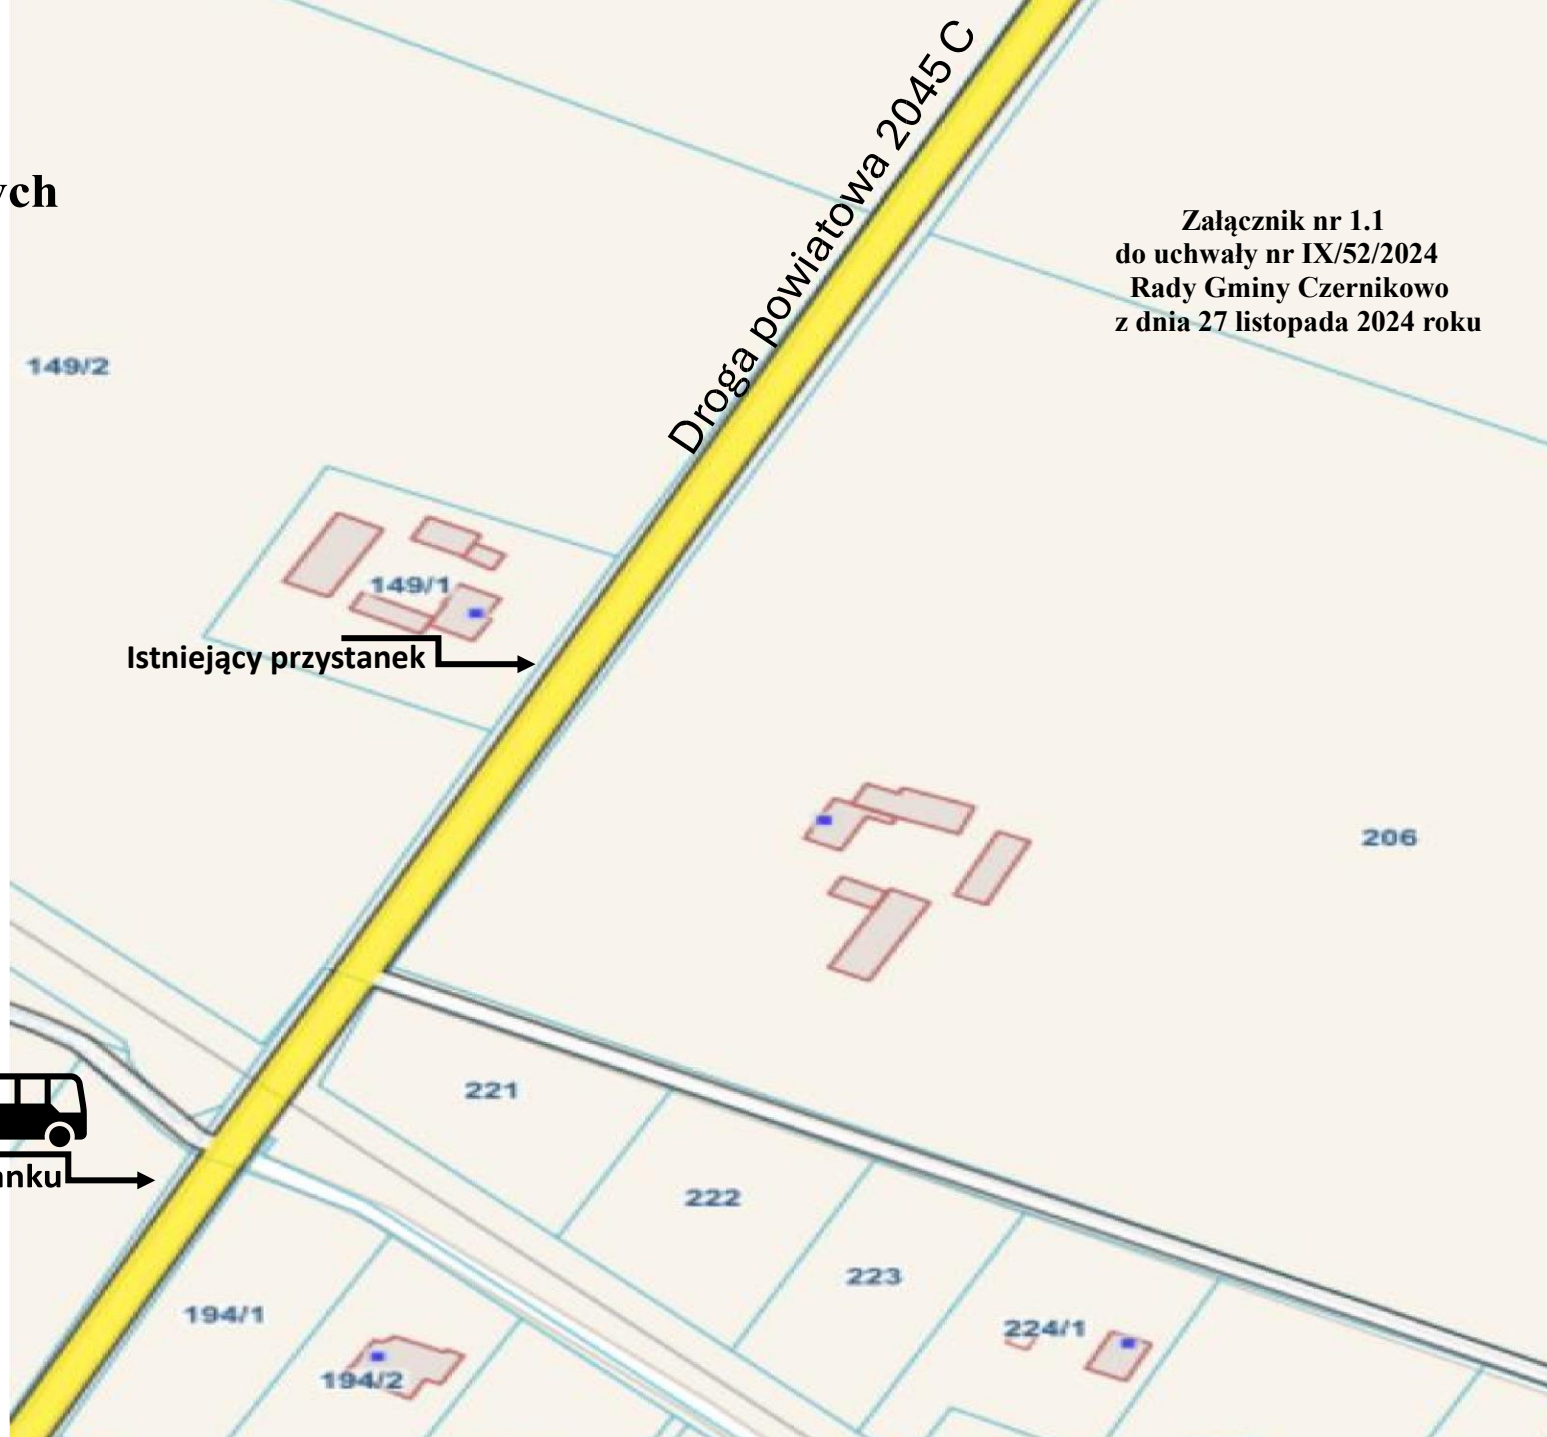 ych
Droga powiatowa 2045 C
Załącznik nr 1.1
do uchwały nr IX/52/2024
Rady Gminy Czernikowo
z dnia 27 listopada 2024 roku
149/2
149/1
Istniejący przystanek
206
221
anku
222
223
194/1
224/1
194/2